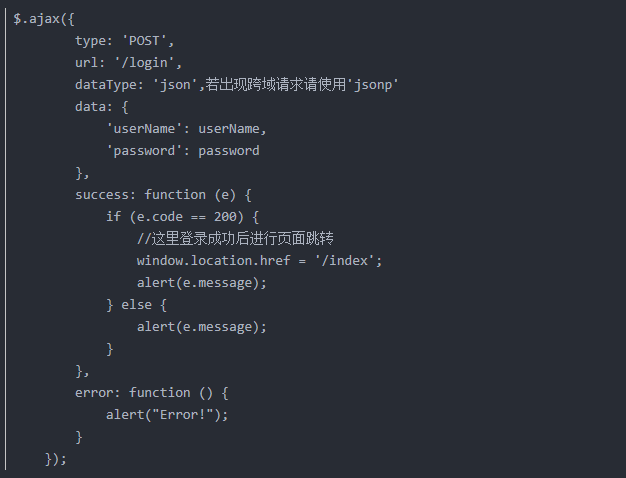 $.ajax({
        type: 'POST',
        url: '/login',
        dataType: 'json',若出现跨域请求请使用'jsonp'
        data: {
            'userName': userName,
            'password': password
        },
        success: function (e) {
            if (e.code == 200) {
                //这里登录成功后进行页面跳转
                window.location.href = '/index';
                alert(e.message);
            } else {
                alert(e.message);
            }
        },
        error: function () {
            alert("Error!");
        }
    });